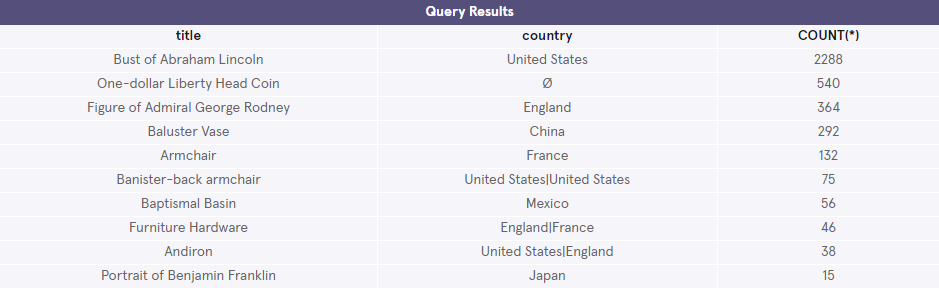 Query Results
title country COUNT(*)
Bust of Abraham Lincoln United States 2288
One-dollar Liberty Head Coin Ø 540
Figure of Admiral George Rodney England 364
Baluster Vase China 292
Armchair France 132
Banister-back armchair United States|United States 75
Baptismal Basin Mexico 56
Furniture Hardware England|France 46
Andiron United States|England 38
Portrait of Benjamin Franklin Japan 15